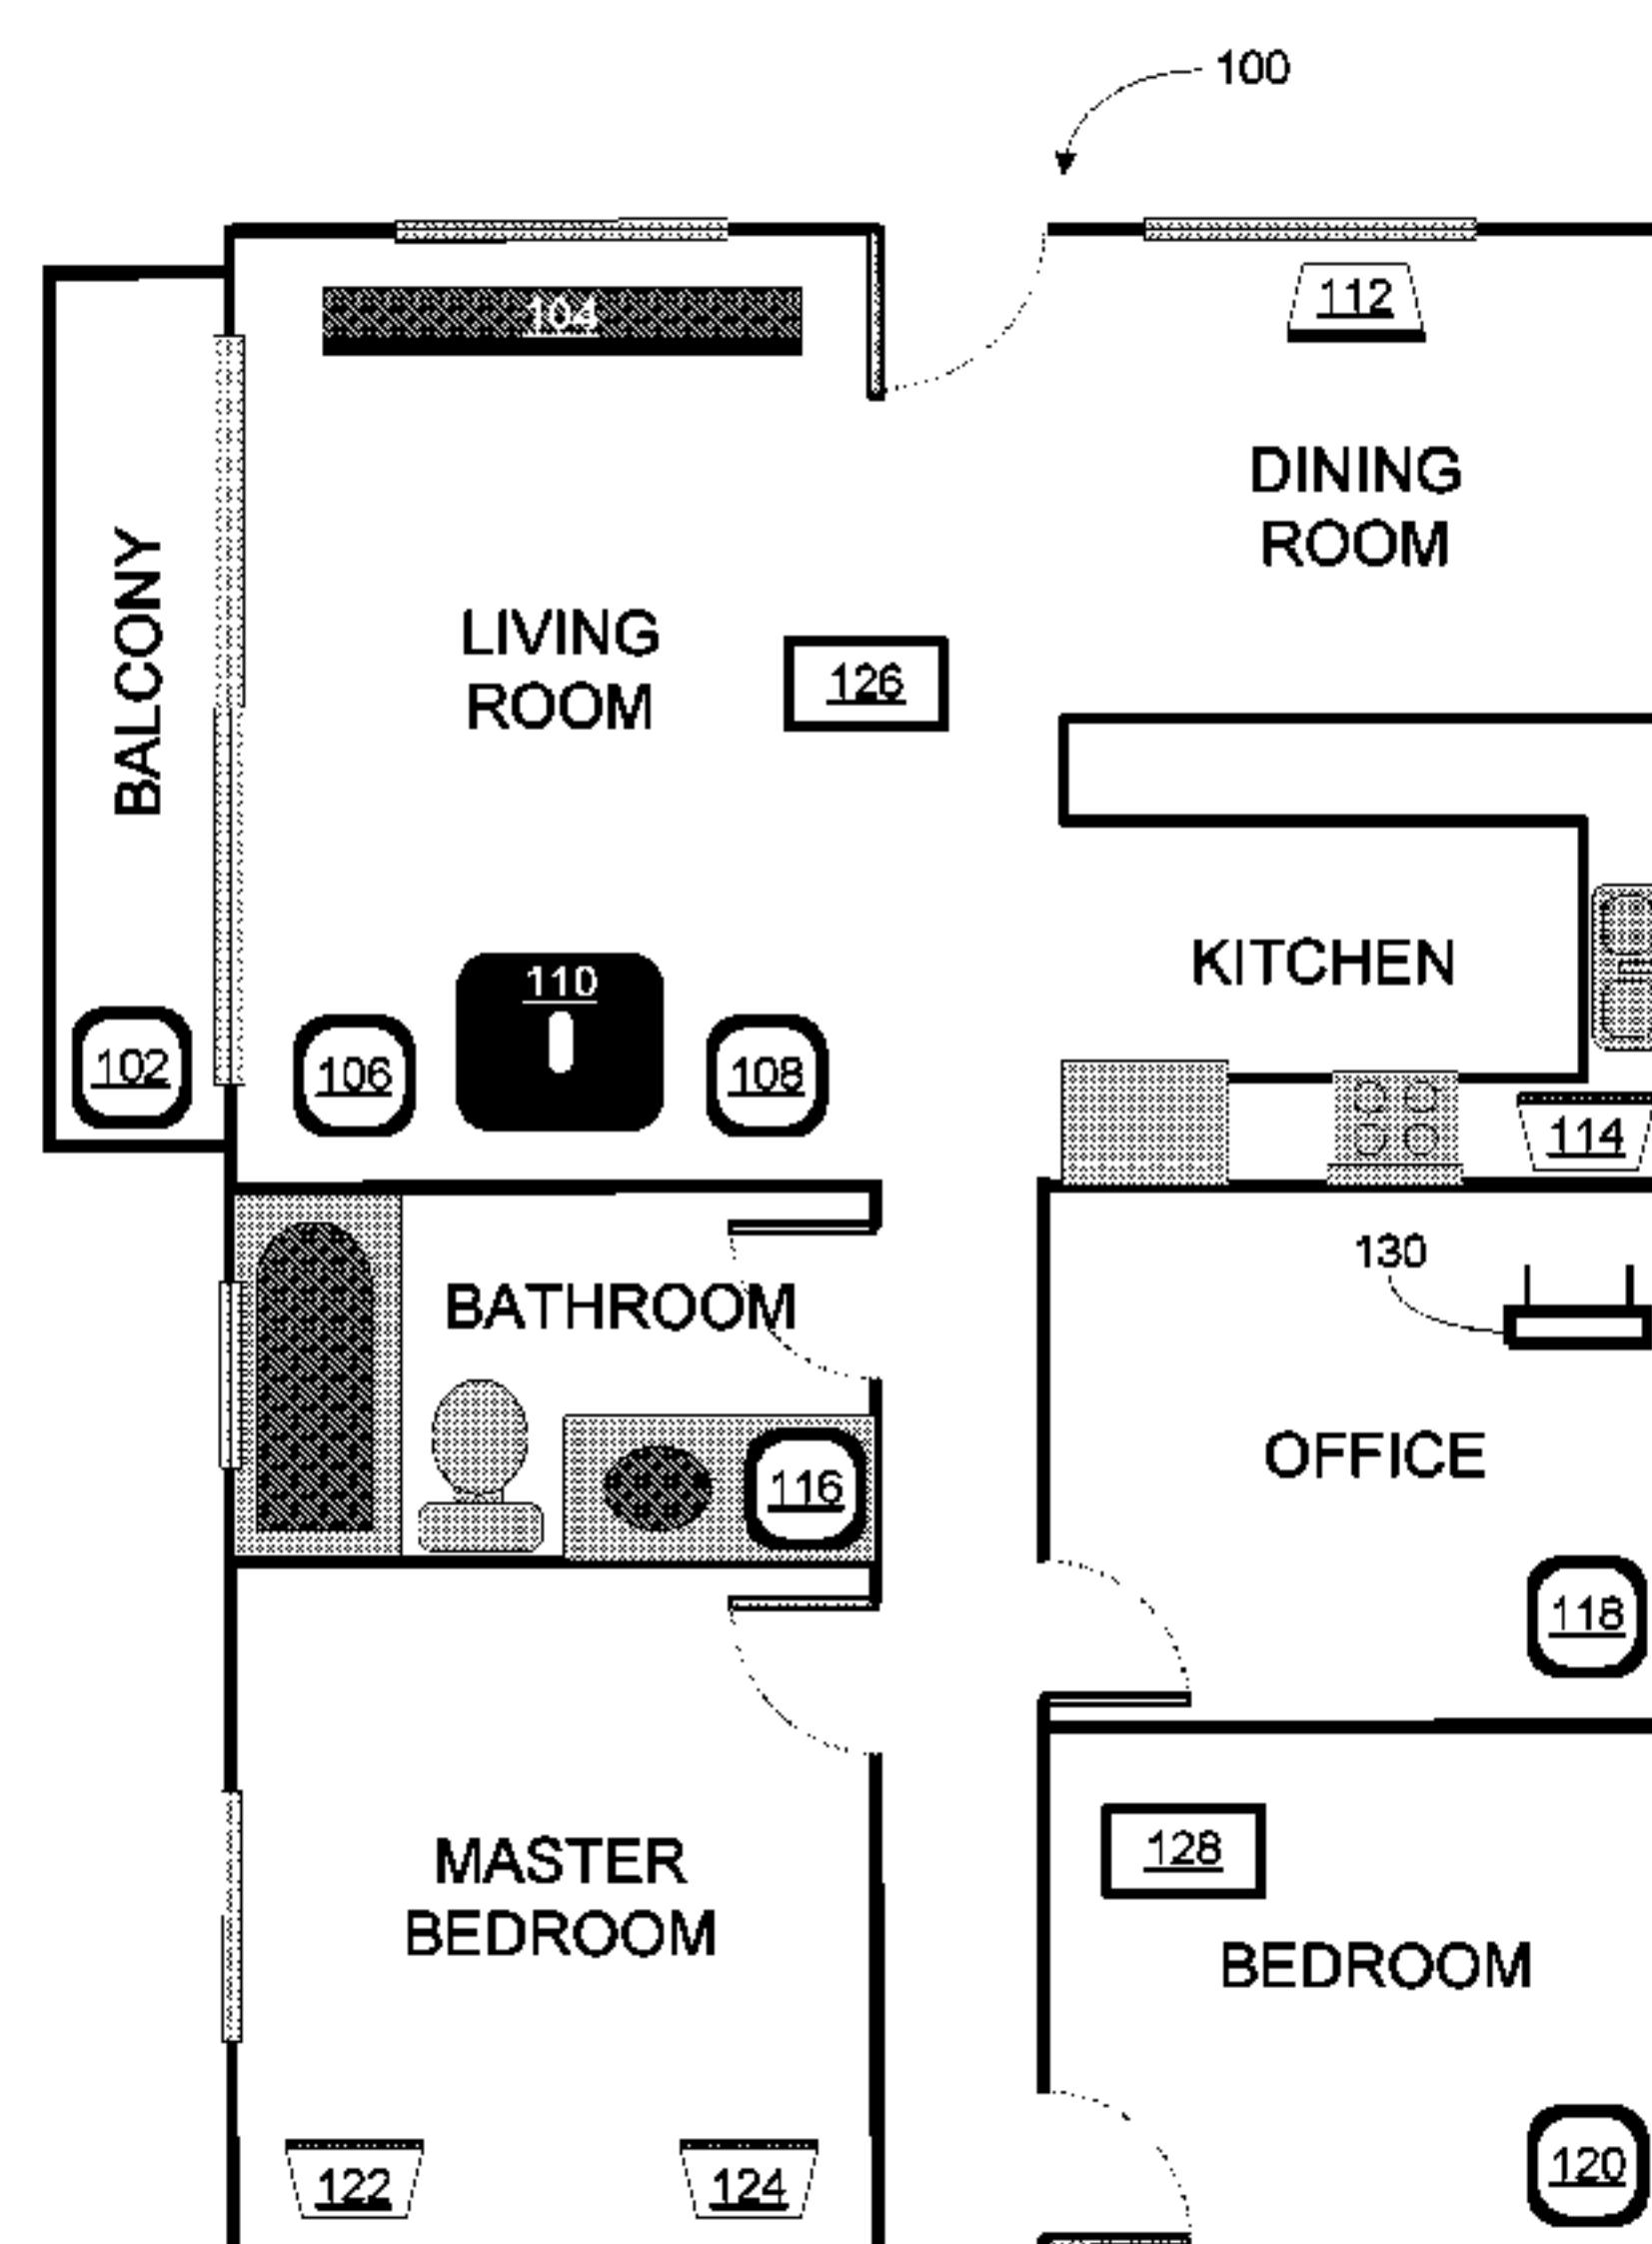 100
104
112
DINING
ROOM
BALCONY
LIVING
ROOM
126
KITCHEN
110
102
106
108
114
130
BATHROOM
OFFICE
116
118
MASTER
BEDROOM
128
BEDROOM
120
122
124